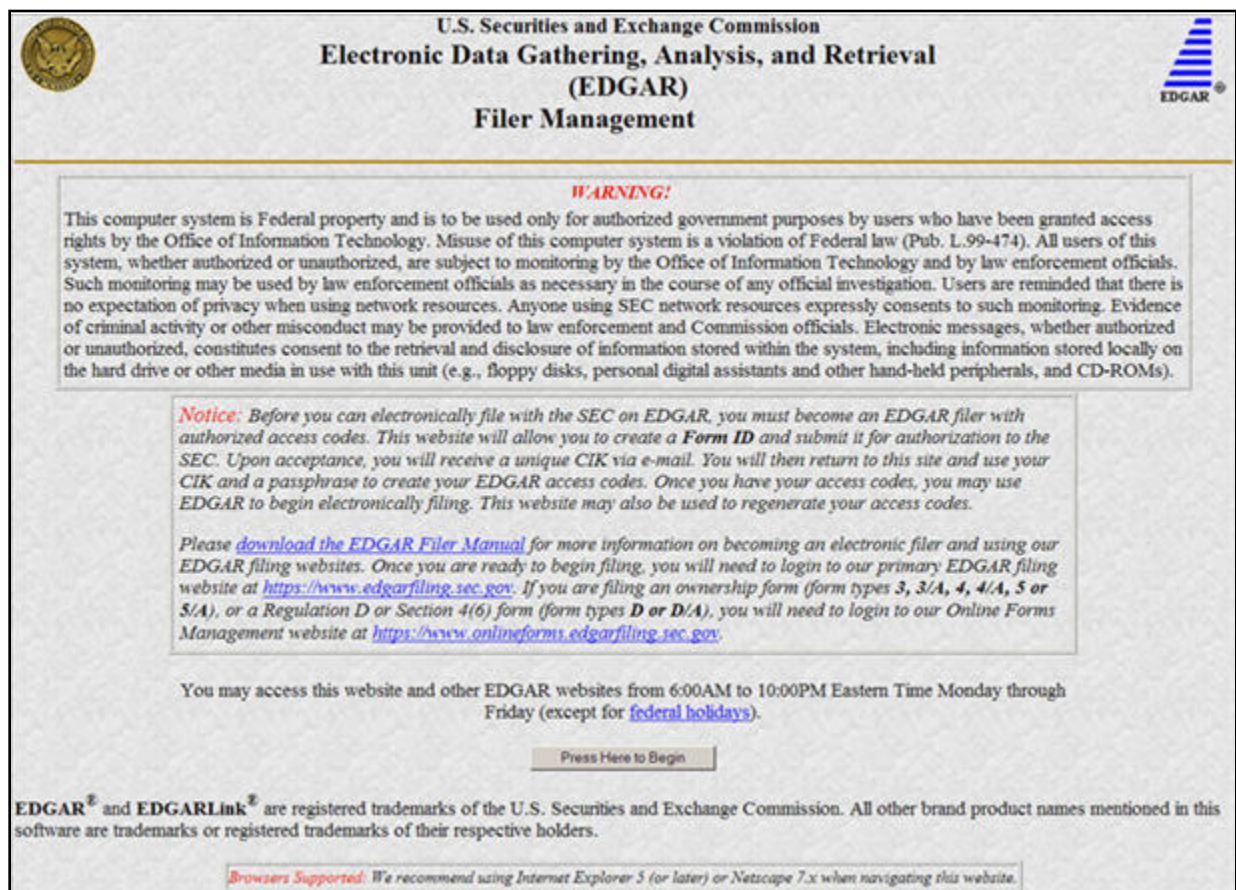 U.S. Securities and Exchange Commission
Electronic Data Gathering, Analysis, and Retrieval
(EDGAR)
Filer Management
EDGAR ®
WARNING!
This computer system is Federal property and is to be used only for authorized government purposes by users who have been granted access
rights by the Office of Information Technology. Misuse of this computer system is a violation of Federal law (Pub. L.99-474). All users of this
system, whether authorized or unauthorized, are subject to monitoring by the Office of Information Technology and by law enforcement officials.
Such monitoring may be used by law enforcement officials as necessary in the course of any official investigation. Users are reminded that there is
no expectation of privacy when using network resources. Anyone using SEC network resources expressly consents to such monitoring. Evidence
of criminal activity or other misconduct may be provided to law enforcement and Commission officials. Electronic messages, whether authorized
or unauthorized, constitutes consent to the retrieval and disclosure of information stored within the system, including information stored locally on
the hard drive or other media in use with this unit (e.g., floppy disks, personal digital assistants and other hand-held peripherals, and CD-ROMs).
Notice: Before you can electronically file with the SEC on EDGAR, you must become an EDGAR filer with
authorized access codes. This website will allow you to create a Form ID and submit it for authorization to the
SEC. Upon acceptance, you will receive a unique CIK via e-mail. You will then return to this site and use your
CIK and a passphrase to create your EDGAR access codes. Once you have your access codes, you may use
EDGAR to begin electronically filing. This website may also be used to regenerate your access codes.
Please download the EDGAR Filer Manual for more information on becoming an electronic filer and using our
EDGAR filing websites. Once you are ready to begin filing, you will need to login to our primary EDGAR filing
website at https://www.edgarfiling.sec.gov. If you are filing an ownership form (form types 3, 3/A, 4, 4/A, 5 or
5/A), or a Regulation D or Section 4(6) form (form types D or D/A), you will need to login to our Online Forms
Management website at https://www.onlineforms.edgarfiling.sec.gov.
You may access this website and other EDGAR websites from 6:00AM to 10:00PM Eastern Time Monday through
Friday (except for federal holidays).
Press Here to Begin
EDGAR® and EDGARLink® are registered trademarks of the U.S. Securities and Exchange Commission. All other brand product names mentioned in this
software are trademarks or registered trademarks of their respective holders.
Browsers Supported: We recommend using Internet Explorer 5 (or later) or Netscape 7.x when navigating this website.